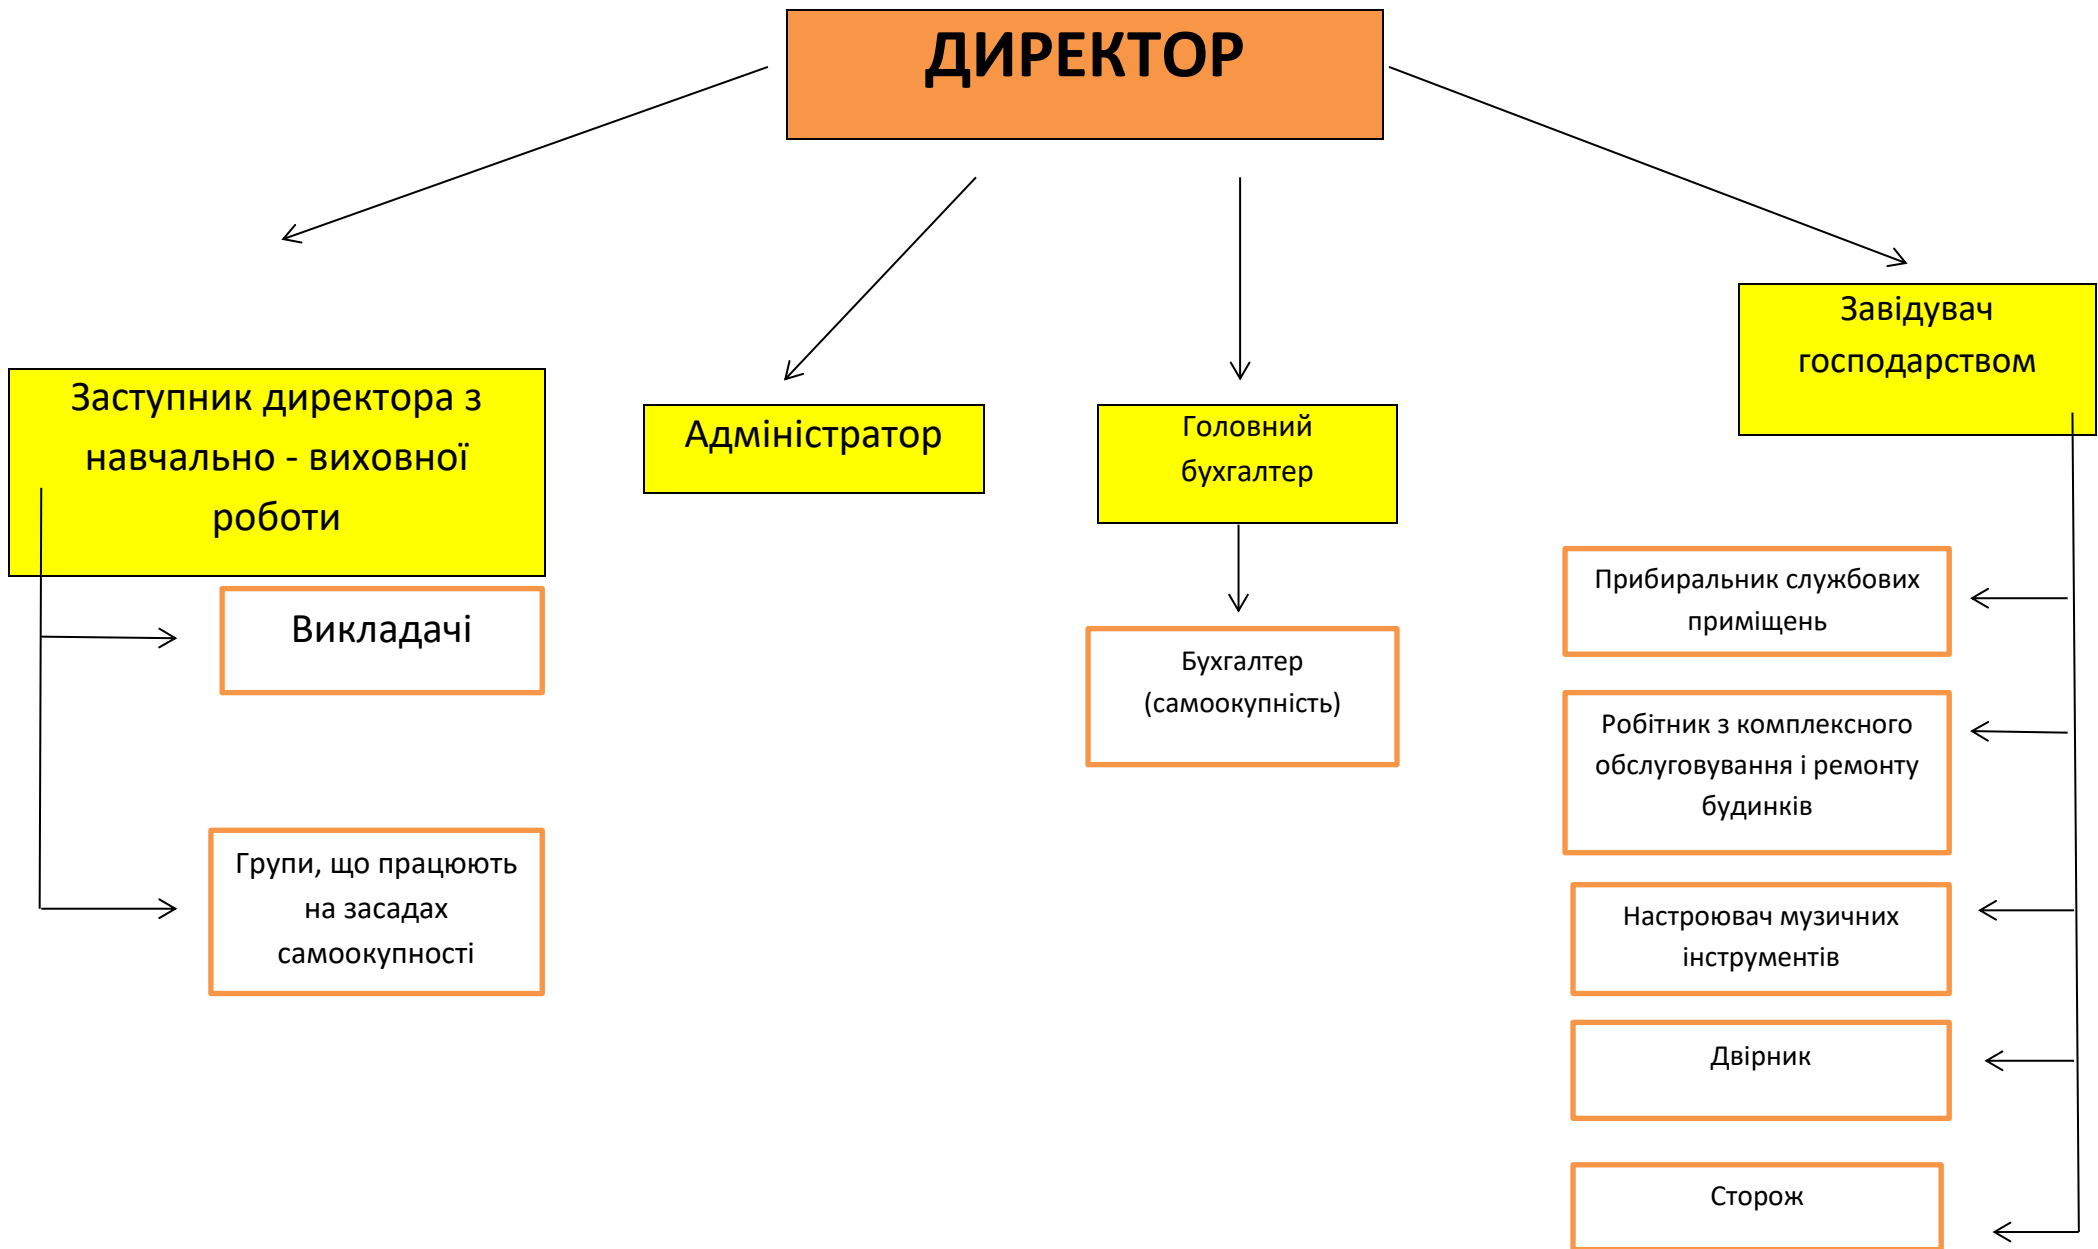 ДИРЕКТОР
Заступник директора з
навчально - виховної
роботи
Адміністратор
Головний
бухгалтер
Завідувач
господарством
Викладачі
Групи, що працюють
на засадах
самоокупності
Бухгалтер
(самоокупність)
Прибиральник службових
приміщень
Робітник з комплексного
обслуговування і ремонту
будинків
Настроювач музичних
інструментів
Двірник
Сторож